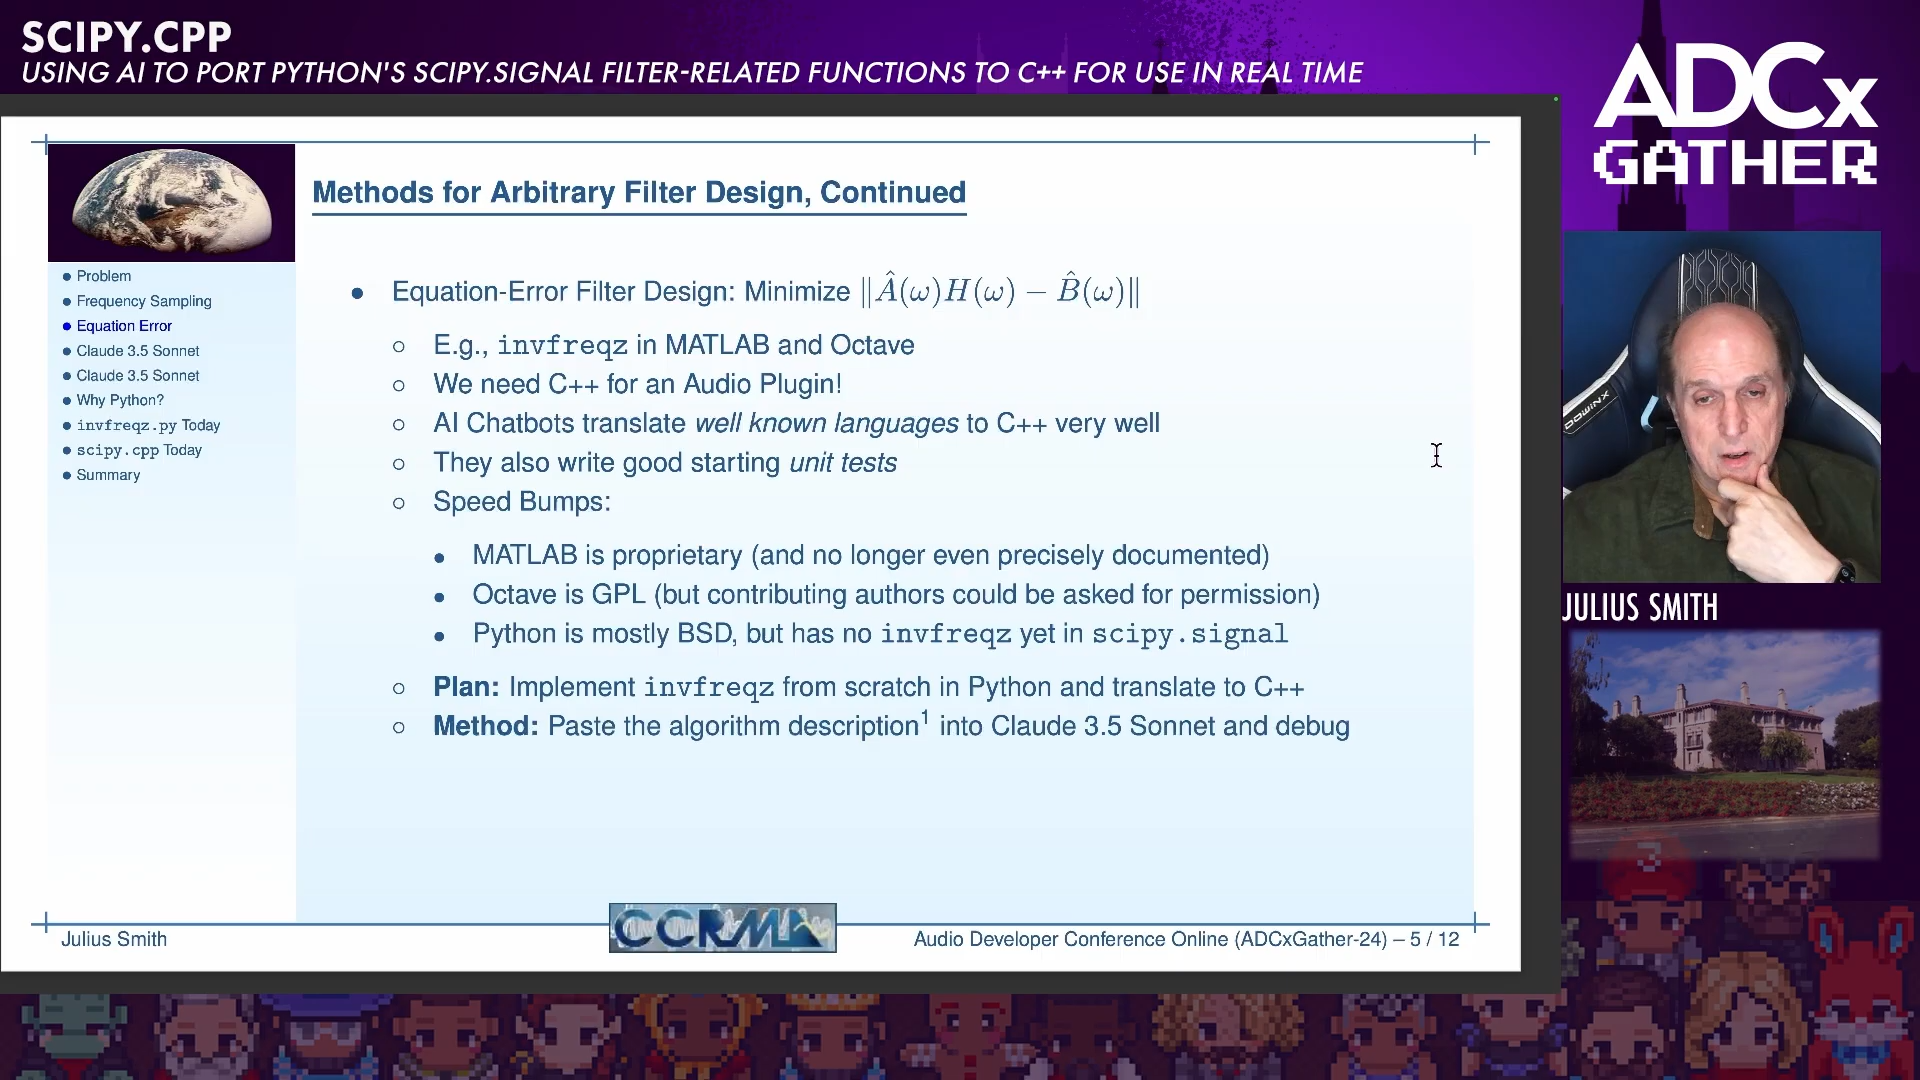 SCIPY.CPP
USING AI TO PORT PYTHON'S SCIPY.SIGNAL FILTER-RELATED FUNCTIONS TO C++ FOR USE IN REAL TIME
ADCx
GATHER
Methods for Arbitrary Filter Design, Continued
• Problem
• Frequency Sampling
• Equation Error
• Claude 3.5 Sonnet
• Claude 3.5 Sonnet
• Why Python?
• invfreqz.py Today
• scipy.cpp Today
• Summary
• Equation-Error Filter Design: Minimize ‖Â(ω)H(ω) − B̂(ω)‖
○ E.g., invfreqz in MATLAB and Octave
○ We need C++ for an Audio Plugin!
○ AI Chatbots translate well known languages to C++ very well
○ They also write good starting unit tests
○ Speed Bumps:
• MATLAB is proprietary (and no longer even precisely documented)
• Octave is GPL (but contributing authors could be asked for permission)
• Python is mostly BSD, but has no invfreqz yet in scipy.signal
○ Plan: Implement invfreqz from scratch in Python and translate to C++
○ Method: Paste the algorithm description¹ into Claude 3.5 Sonnet and debug
Julius Smith
CCRMA
Audio Developer Conference Online (ADCxGather-24) – 5 / 12
DOWINX
JULIUS SMITH
3